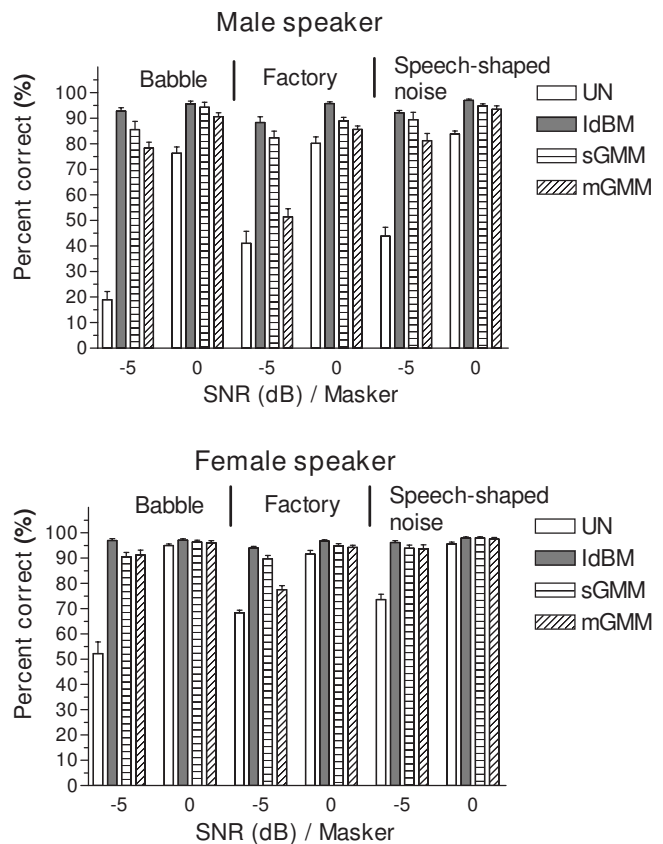 Male speaker
Babble
Factory
Speech-shaped
noise
Percent correct (%)
100
90
80
70
60
50
40
30
20
10
0
-5
0
-5
0
-5
0
SNR (dB) / Masker
UN
IdBM
sGMM
mGMM
Female speaker
Babble
Factory
Speech-shaped
noise
Percent correct (%)
100
90
80
70
60
50
40
30
20
10
0
-5
0
-5
0
-5
0
SNR (dB) / Masker
UN
IdBM
sGMM
mGMM